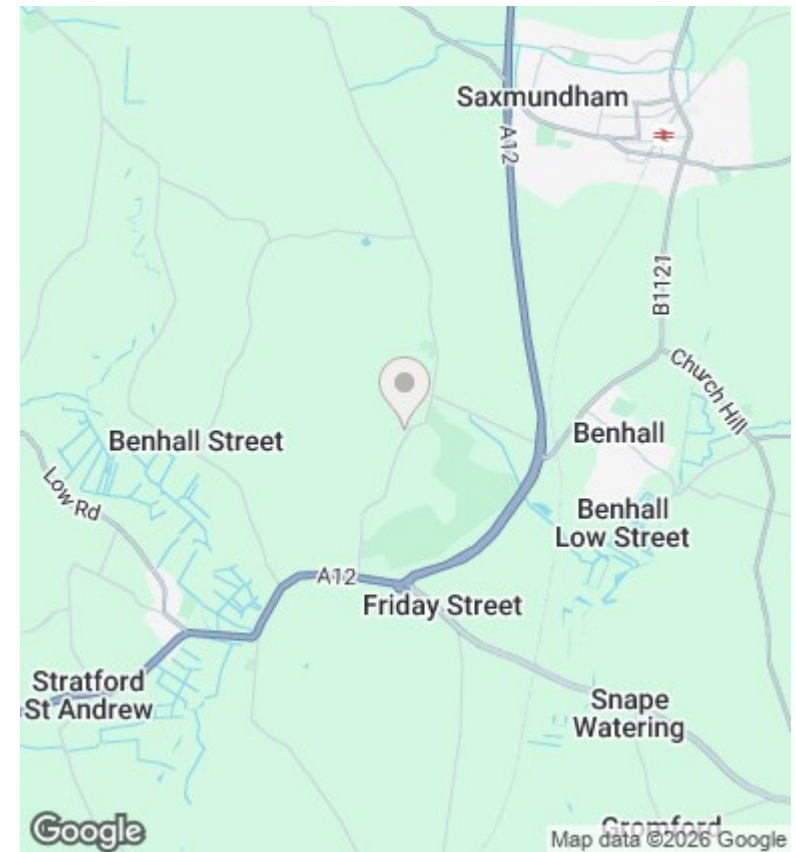 Saxmundham
A12
B1121
Church Hill
Benhall Street
Benhall
Low Rd
Benhall
Low Street
A12
Friday Street
Stratford
St Andrew
Snape
Watering
Gromford
Google
Map data ©2026 Google